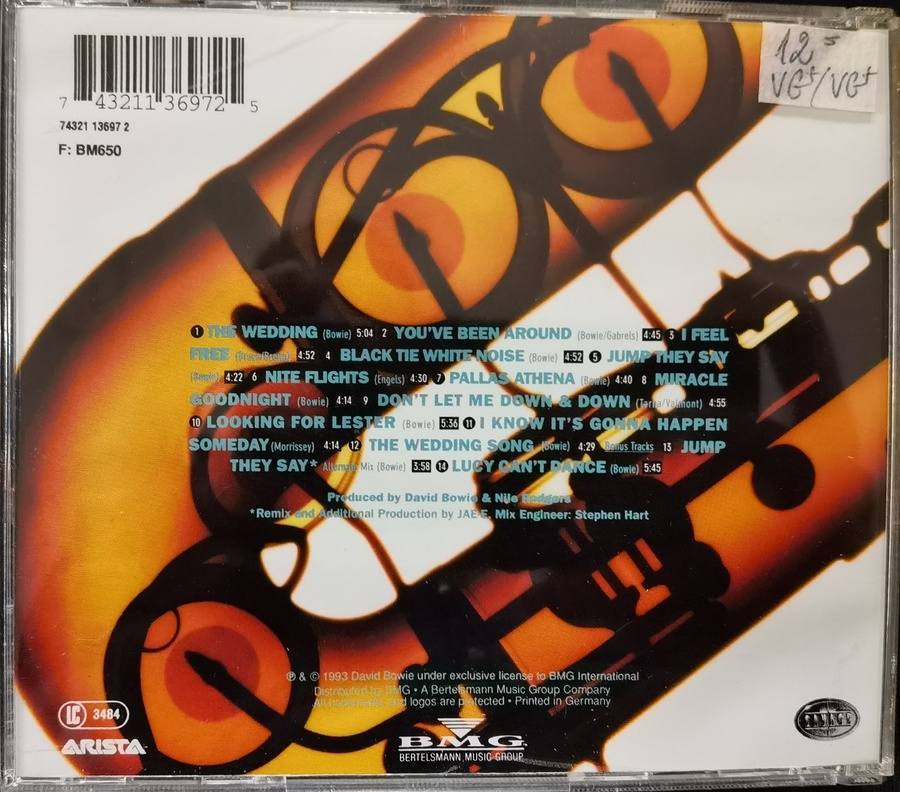 12=
VG+/VG+
7 43211 36972 5
74321 13697 2
F: BM650
1 THE WEDDING (Bowie) 5:04 2 YOU'VE BEEN AROUND (Bowie/Gabrels) 4:45 3 I FEEL
FREE (Bruce/Brown) 4:52 4 BLACK TIE WHITE NOISE (Bowie) 4:52 5 JUMP THEY SAY
(Bowie) 4:22 6 NITE FLIGHTS (Engels) 4:30 7 PALLAS ATHENA (Bowie) 4:40 8 MIRACLE
GOODNIGHT (Bowie) 4:14 9 DON'T LET ME DOWN & DOWN (Tarha/Valmont) 4:55
10 LOOKING FOR LESTER (Bowie) 5:36 11 I KNOW IT'S GONNA HAPPEN
SOMEDAY (Morrissey) 4:14 12 THE WEDDING SONG (Bowie) 4:29 Bonus Tracks 13 JUMP
THEY SAY* Alternate Mix (Bowie) 3:58 14 LUCY CAN'T DANCE (Bowie) 5:45
Produced by David Bowie & Nile Rodgers
*Remix and Additional Production by JAE-E. Mix Engineer: Stephen Hart
℗ & © 1993 David Bowie under exclusive license to BMG International
Distributed by BMG • A Bertelsmann Music Group Company
All trademarks and logos are protected • Printed in Germany
LC 3484
ARISTA
BMG
BERTELSMANN MUSIC GROUP
SAVAGE